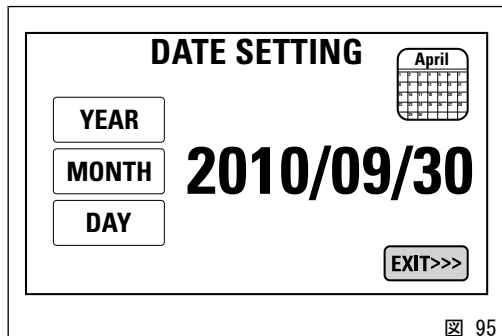 DATE SETTING
April
YEAR
MONTH
DAY
2010/09/30
EXIT>>>
図 95